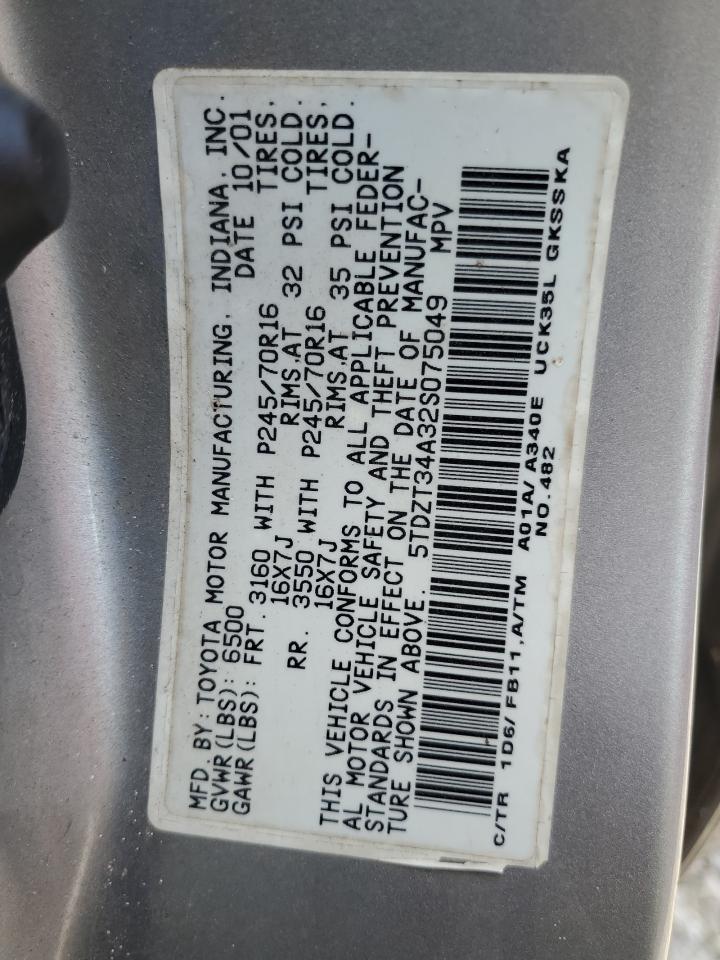 MFD. BY: TOYOTA MOTOR MANUFACTURING, INDIANA, INC.
GVWR(LBS): 6500 DATE 10/01
GAWR(LBS): FRT. 3160 WITH P245/70R16 TIRES,
16X7J RIMS,AT 32 PSI COLD.
RR. 3550 WITH P245/70R16 TIRES,
16X7J RIMS,AT 35 PSI COLD.
THIS VEHICLE CONFORMS TO ALL APPLICABLE FEDER-
AL MOTOR VEHICLE SAFETY AND THEFT PREVENTION
STANDARDS IN EFFECT ON THE DATE OF MANUFAC-
TURE SHOWN ABOVE. 5TDZT34A32S075049 MPV
C/TR 1D6/FB11,A/TM A01A/A340E UCK35L GKSSKA
NO.482